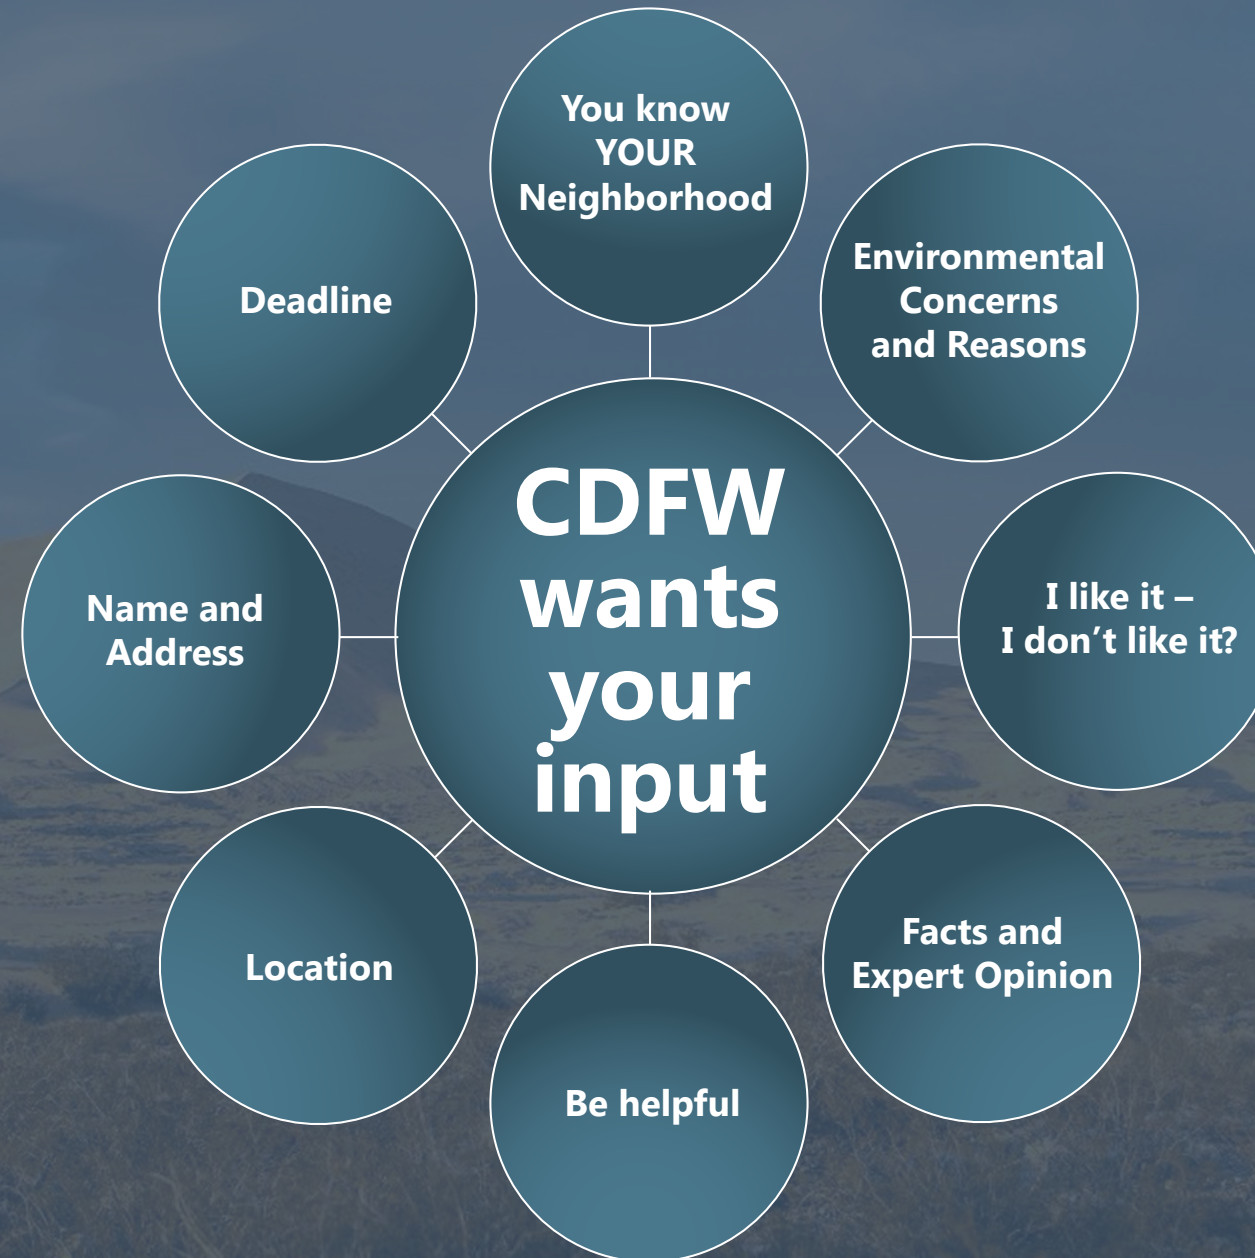 You know
YOUR
Neighborhood
Environmental
Concerns
and Reasons
I like it –
I don’t like it?
Facts and
Expert Opinion
Be helpful
Location
Name and
Address
Deadline
CDFW
wants
your
input